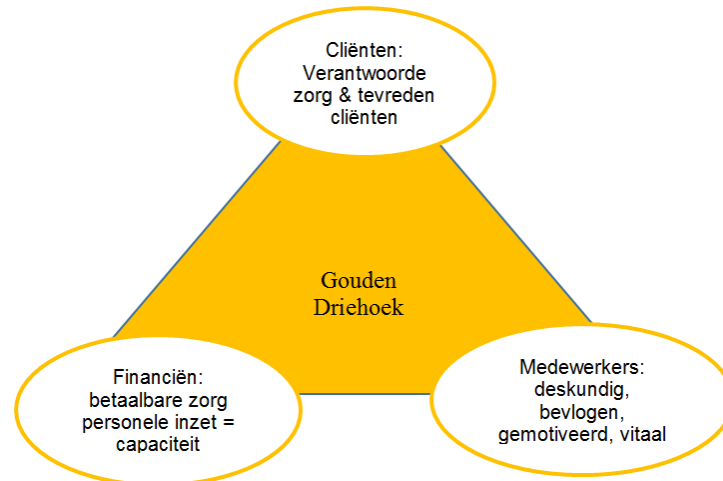 Cliënten:
Verantwoorde
zorg & tevreden
cliënten
Gouden
Driehoek
Financiën:
betaalbare zorg
personele inzet =
capaciteit
Medewerkers:
deskundig,
bevlogen,
gemotiveerd, vitaal